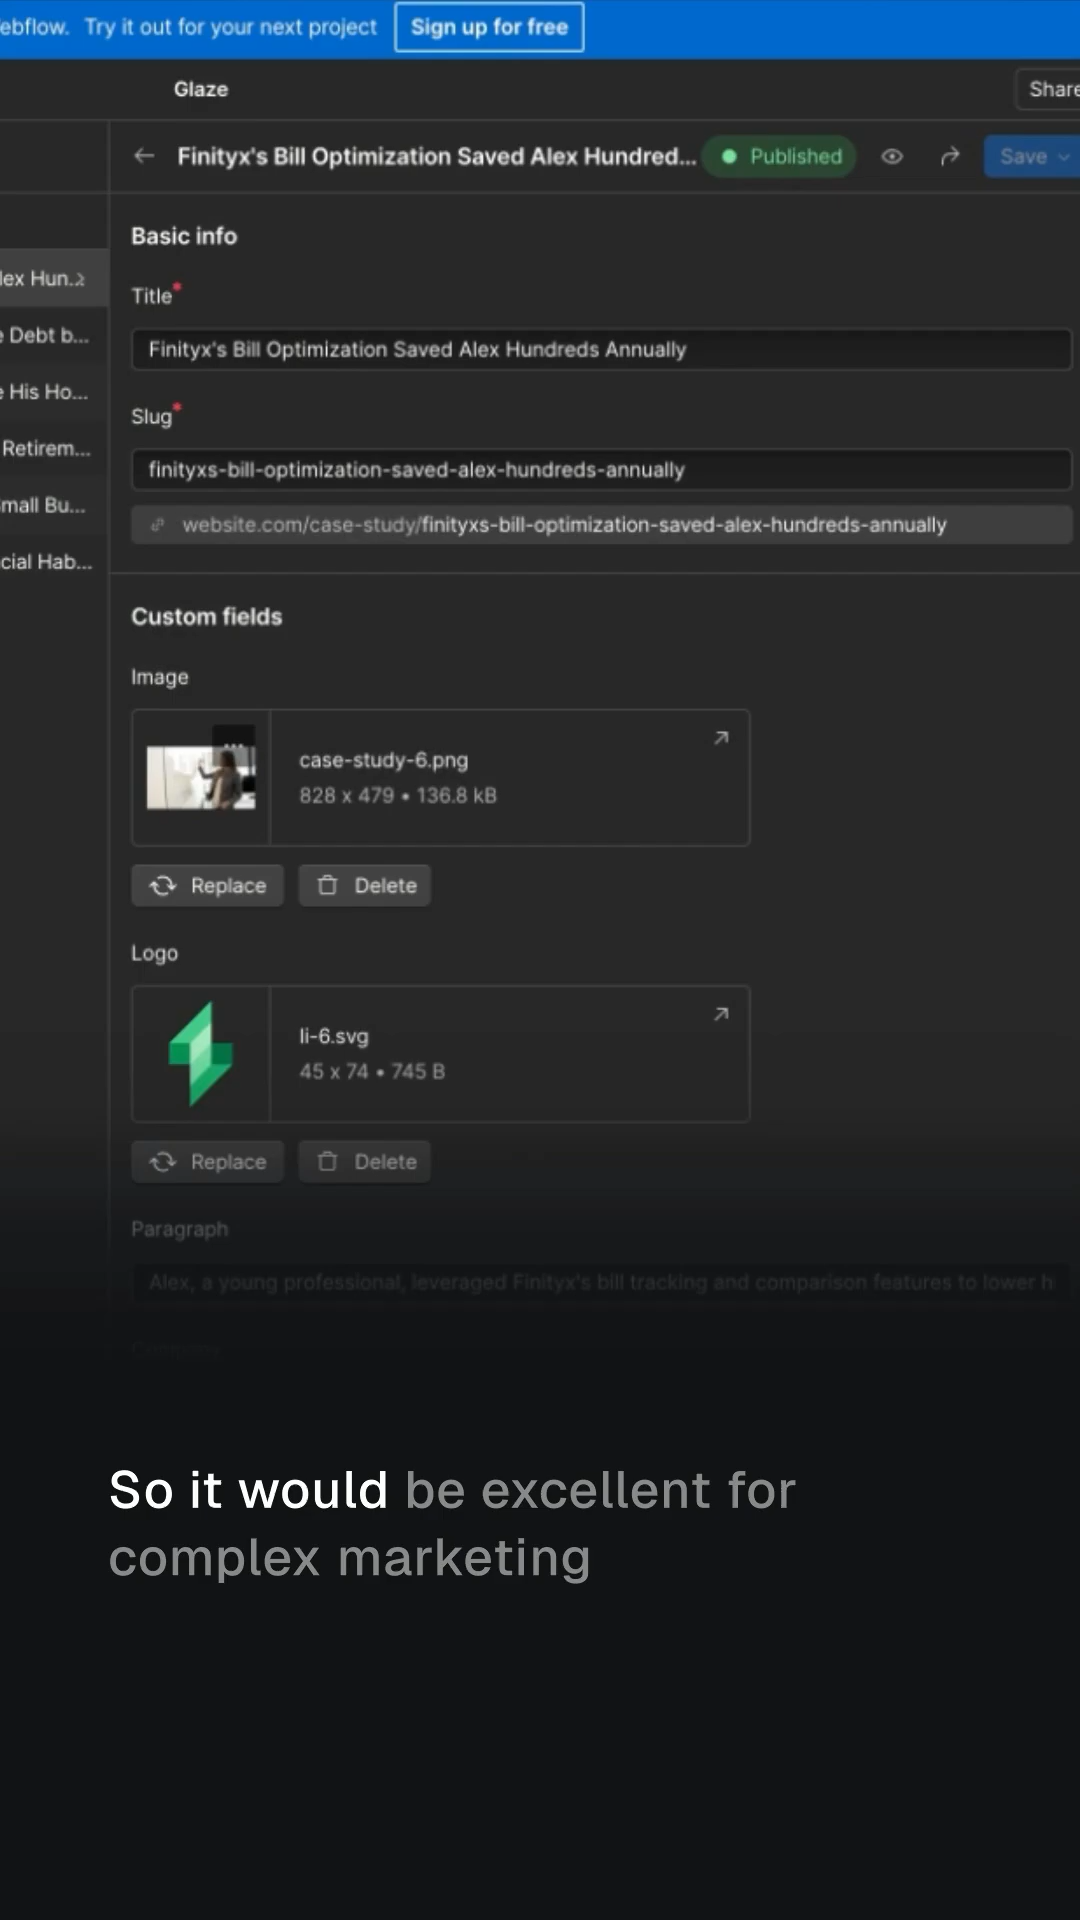 ebflow. Try it out for your next project Sign up for free
Glaze Share
Finityx's Bill Optimization Saved Alex Hundred... Published Save
Basic info
lex Hun..
Title*
e Debt b...
Finityx's Bill Optimization Saved Alex Hundreds Annually
e His Ho...
Slug*
Retirem...
finityxs-bill-optimization-saved-alex-hundreds-annually
mall Bu...
website.com/case-study/finityxs-bill-optimization-saved-alex-hundreds-annually
cial Hab...
Custom fields
Image
case-study-6.png
828 x 479 • 136.8 kB
Replace Delete
Logo
li-6.svg
45 x 74 • 745 B
Replace Delete
Paragraph
Alex, a young professional, leveraged Finityx's bill tracking and comparison features to lower h
So it would be excellent for
complex marketing